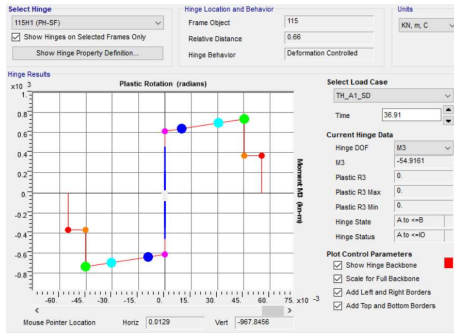 Select Hinge
115H1 (PH-SF)
Show Hinges on Selected Frames Only
Show Hinge Property Definition...
Hinge Location and Behavior
Frame Object 115
Relative Distance 0.66
Hinge Behavior Deformation Controlled
Units
KN, m, C
Hinge Results
x10 3
Plastic Rotation (radians)
1.
0.8
0.6
0.4
0.2
0.
-0.2
-0.4
-0.6
-0.8
Moment M3 (kn-m)
-60. -45. -30. -15. 0. 15. 30. 45. 60. 75. x10 -3
Mouse Pointer Location Horiz 0.0129 Vert -967.8456
Select Load Case
TH_A1_SD
Time 36.91
Current Hinge Data
Hinge DOF M3
M3 -54.9161
Plastic R3 0.
Plastic R3 Max 0.
Plastic R3 Min 0.
Hinge State A to <=B
Hinge Status A to <=IO
Plot Control Parameters
Show Hinge Backbone
Scale for Full Backbone
Add Left and Right Borders
Add Top and Bottom Borders